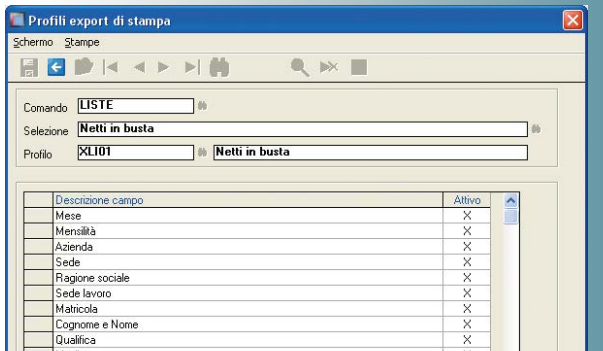 Profili export di stampa
Schermo Stampe
Comando LISTE
Selezione Netti in busta
Profilo XLI01 Netti in busta
Descrizione campo Attivo
Mese X
Mensilità X
Azienda X
Sede X
Ragione sociale X
Sede lavoro X
Matricola X
Cognome e Nome X
Qualifica X